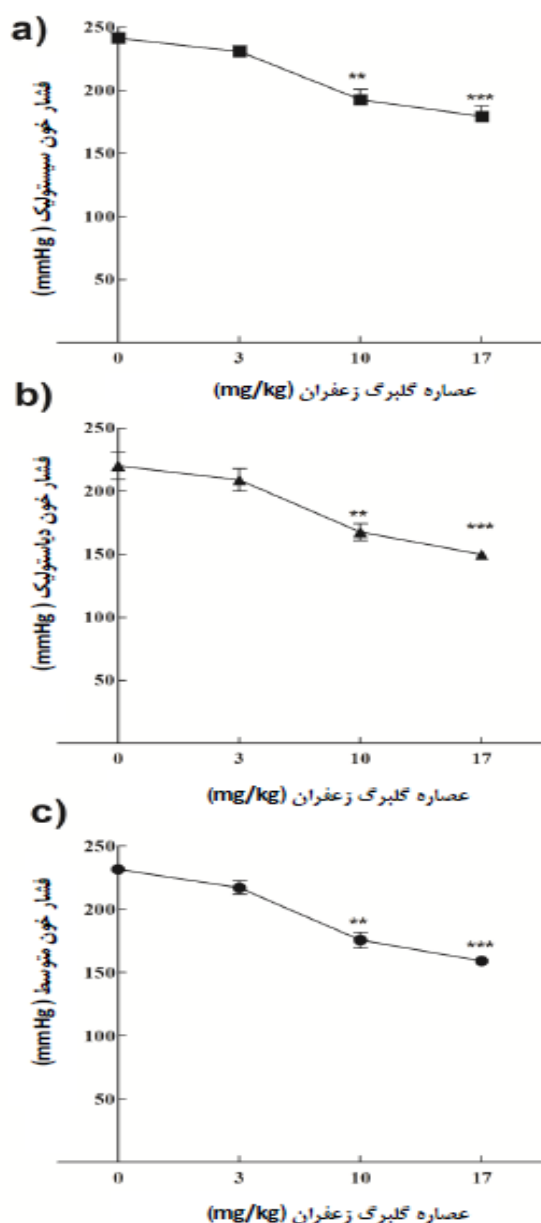 a)
فشار خون سیستولیک (mmHg)
250
200
150
100
50
**
***
0 3 10 17
عصاره گلبرگ زعفران (mg/kg)
b)
فشار خون دیاستولیک (mmHg)
250
200
150
100
50
**
***
0 3 10 17
عصاره گلبرگ زعفران (mg/kg)
c)
فشار خون متوسط (mmHg)
250
200
150
100
50
**
***
0 3 10 17
عصاره گلبرگ زعفران (mg/kg)